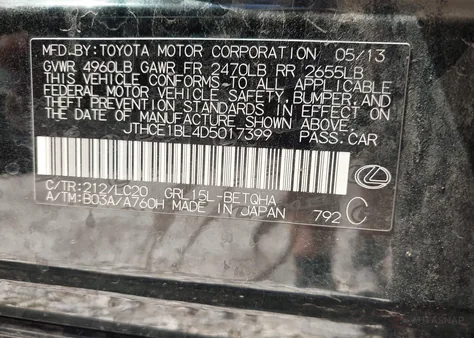 MFD.BY:TOYOTA MOTOR CORPORATION 05/13
GVWR 4960LB GAWR FR 2470LB RR 2655LB
THIS VEHICLE CONFORMS TO ALL APPLICABLE
FEDERAL MOTOR VEHICLE SAFETY,BUMPER,AND
THEFT PREVENTION STANDARDS IN EFFECT ON
THE DATE OF MANUFACTURE SHOWN ABOVE.
JTHCE1BL4D5017399 PASS.CAR
C/TR:212/LC20 GRL15L-BETQHA
A/TM:B03A/A760H MADE IN JAPAN 792 C